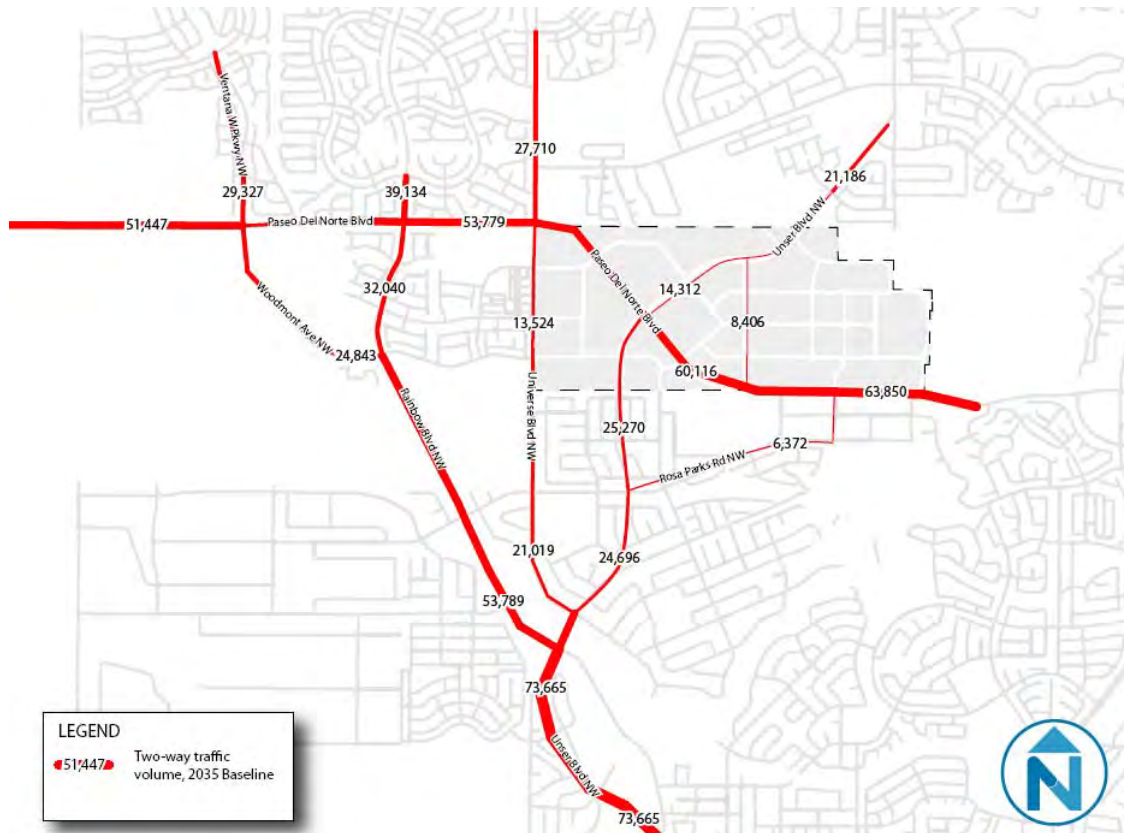 27,710
Ventana W Pkwy NW
21,186
29,327
39,134
51,447
Paseo Del Norte Blvd
53,779
Unser Blvd NW
Paseo Del Norte Blvd
32,040
14,312
Woodmont Ave NW
13,524
8,406
24,843
60,116
63,850
Rainbow Blvd NW
Universe Blvd NW
25,270
6,372
Rosa Parks Rd NW
21,019
24,696
53,789
73,665
Unser Blvd NW
73,665
LEGEND
51,447
Two-way traffic
volume, 2035 Baseline
N